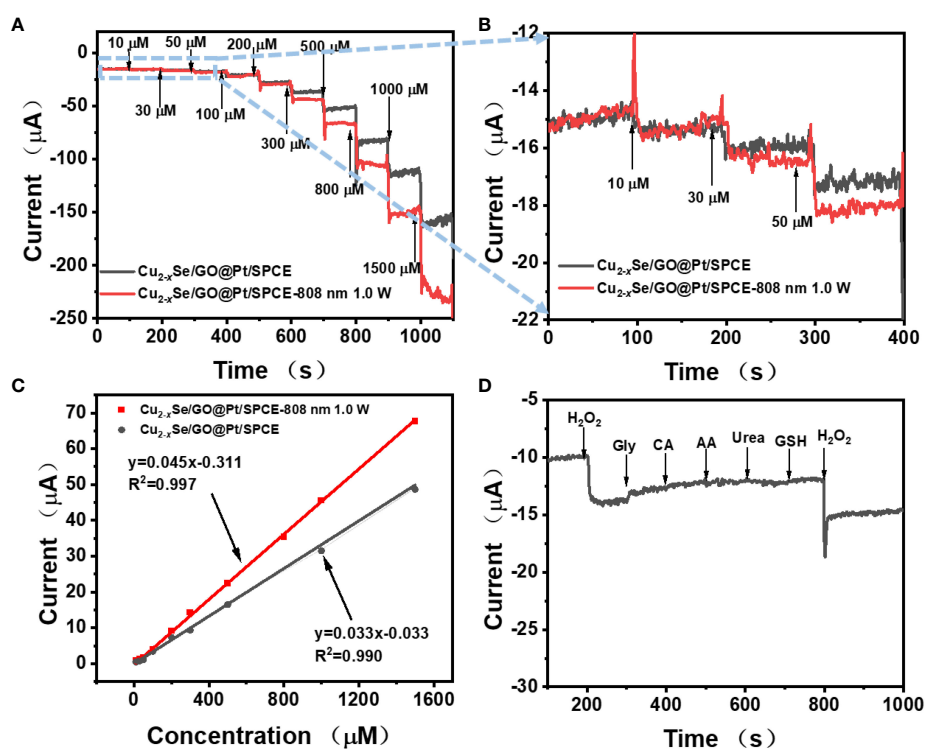 A
0
-50
-100
-150
-200
-250
Current （μA）
0 200 400 600 800 1000
Time （s）
10 μM
50 μM
200 μM
500 μM
30 μM
100 μM
300 μM
1000 μM
800 μM
1500 μM
Cu2-xSe/GO@Pt/SPCE
Cu2-xSe/GO@Pt/SPCE-808 nm 1.0 W
B
-12
-14
-16
-18
-20
-22
Current （μA）
0 100 200 300 400
Time （s）
10 μM
30 μM
50 μM
Cu2-xSe/GO@Pt/SPCE
Cu2-xSe/GO@Pt/SPCE-808 nm 1.0 W
C
70
60
50
40
30
20
10
0
Current （μA）
0 400 800 1200 1600
Concentration （μM）
Cu2-xSe/GO@Pt/SPCE-808 nm 1.0 W
Cu2-xSe/GO@Pt/SPCE
y=0.045x-0.311
R2=0.997
y=0.033x-0.033
R2=0.990
D
-5
-10
-15
-20
-25
-30
Current （μA）
200 400 600 800 1000
Time （s）
H2O2
Gly
CA
AA
Urea
GSH
H2O2